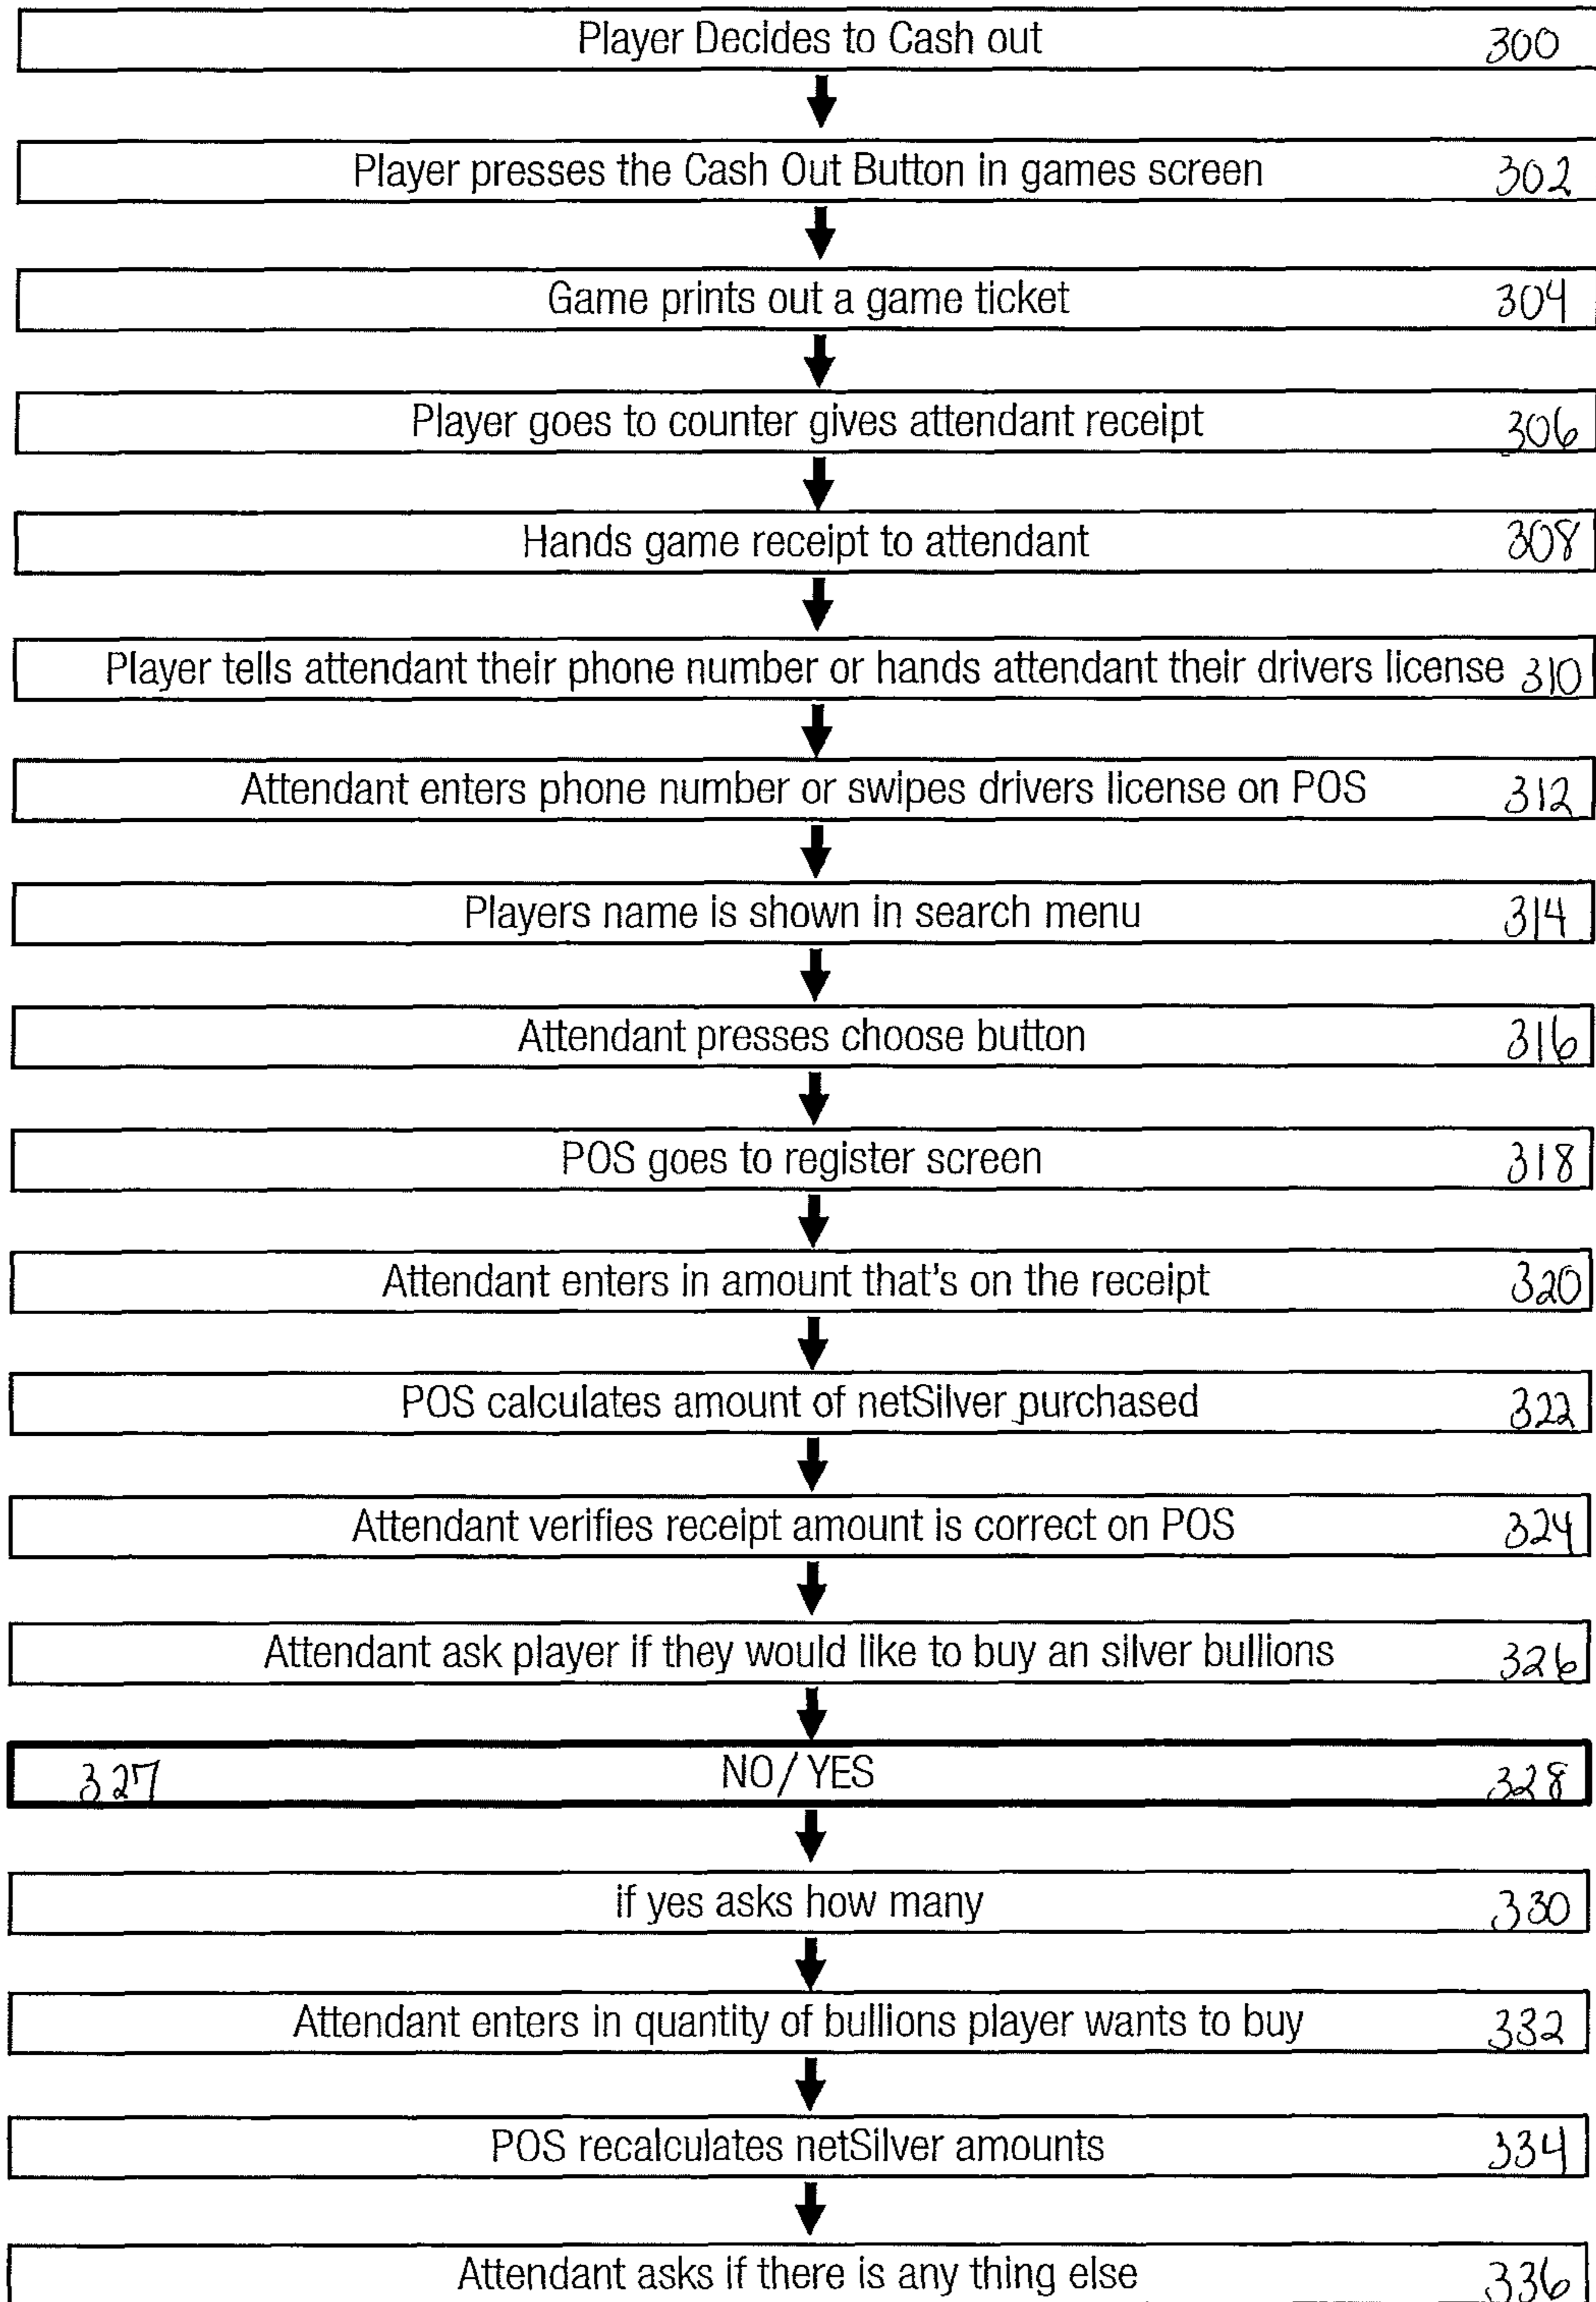 Player Decides to Cash out 300
Player presses the Cash Out Button in games screen 302
Game prints out a game ticket 304
Player goes to counter gives attendant receipt 306
Hands game receipt to attendant 308
Player tells attendant their phone number or hands attendant their drivers license 310
Attendant enters phone number or swipes drivers license on POS 312
Players name is shown in search menu 314
Attendant presses choose button 316
POS goes to register screen 318
Attendant enters in amount that's on the receipt 320
POS calculates amount of netSilver purchased 322
Attendant verifies receipt amount is correct on POS 324
Attendant ask player if they would like to buy an silver bullions 326
327 NO/ YES 328
if yes asks how many 330
Attendant enters in quantity of bullions player wants to buy 332
POS recalculates netSilver amounts 334
Attendant asks if there is any thing else 336